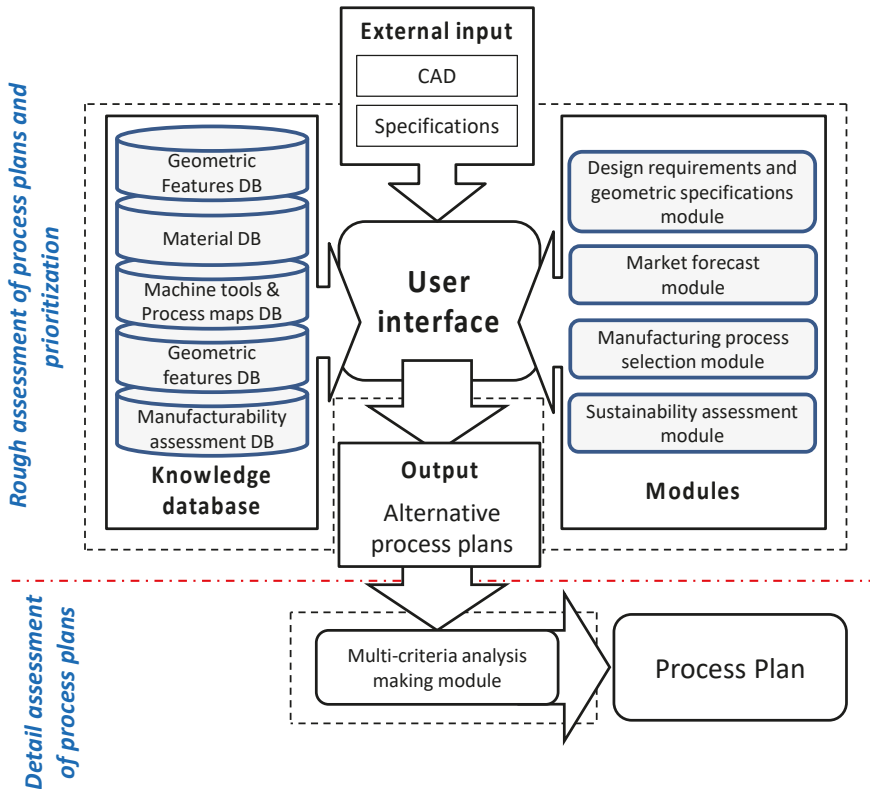 External input
CAD
Specifications
Rough assessment of process plans and
prioritization
Geometric
Features DB
Material DB
Machine tools &
Process maps DB
Geometric
features DB
Manufacturability
assessment DB
Knowledge
database
User
interface
Design requirements and
geometric specifications
module
Market forecast
module
Manufacturing process
selection module
Sustainability assessment
module
Modules
Output
Alternative
process plans
Detail assessment
of process plans
Multi-criteria analysis
making module
Process Plan